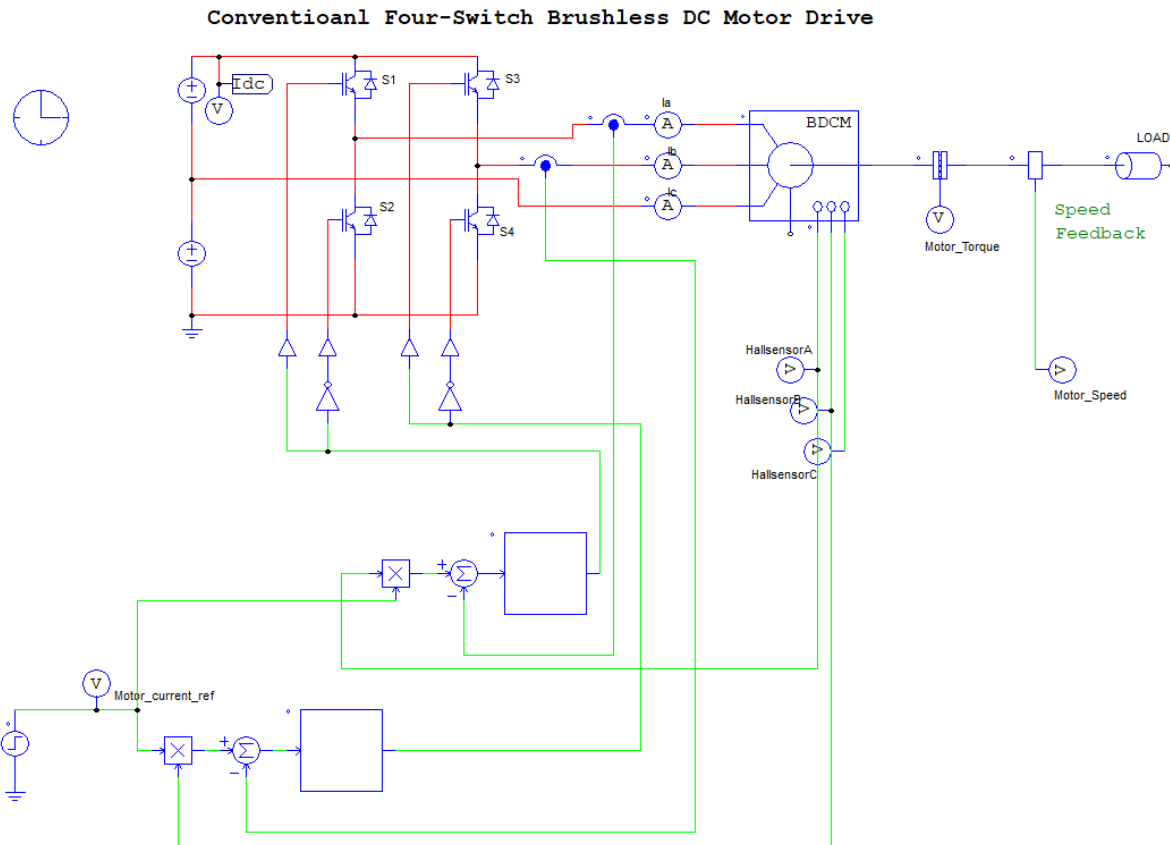 Conventioanl Four-Switch Brushless DC Motor Drive
Idc
V
S1
S3
Ia
A
BDCM
LOAD
Ib
A
Ic
A
S2
S4
V
Motor_Torque
Speed
Feedback
HallsensorA
V
HallsensorB
V
V
HallsensorC
V
Motor_Speed
+
Σ
−
V
Motor_current_ref
+
Σ
−